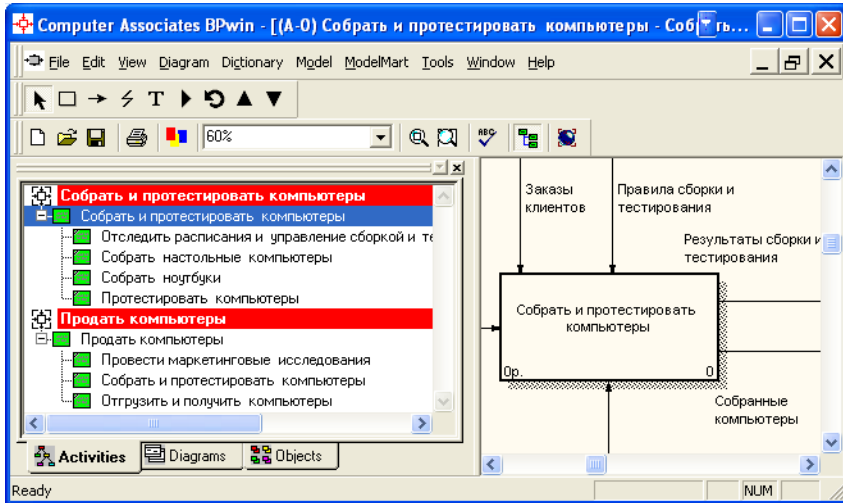 Computer Associates BPwin - [(A-0) Собрать и протестировать компьютеры - Соб ть...
File Edit View Diagram Dictionary Model ModelMart Tools Window Help
T
60% ABC
Собрать и протестировать компьютеры
Собрать и протестировать компьютеры
Отследить расписания и управление сборкой и те
Собрать настольные компьютеры
Собрать ноутбуки
Протестировать компьютеры
Продать компьютеры
Продать компьютеры
Провести маркетинговые исследования
Собрать и протестировать компьютеры
Отгрузить и получить компьютеры
Activities Diagrams Objects
Заказы
клиентов
Правила сборки и
тестирования
Результаты сборки и
тестирования
Собрать и протестировать
компьютеры
0р. 0
Собранные
компьютеры
Ready NUM